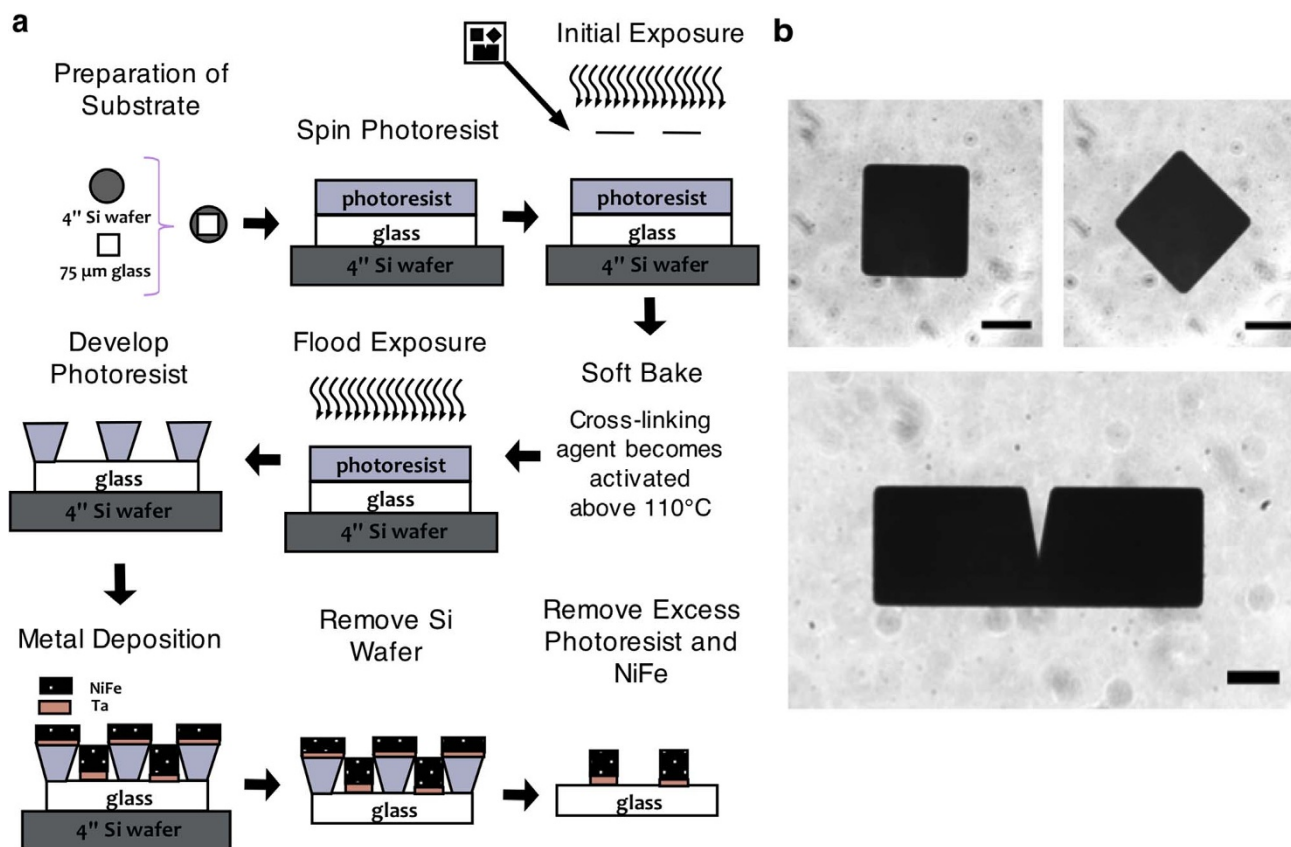 a
Preparation of
Substrate
4" Si wafer
75 µm glass
Spin Photoresist
photoresist
glass
4" Si wafer
Initial Exposure
photoresist
glass
4" Si wafer
Soft Bake
Cross-linking
agent becomes
activated
above 110°C
Flood Exposure
photoresist
glass
4" Si wafer
Develop
Photoresist
glass
4" Si wafer
Metal Deposition
NiFe
Ta
glass
4" Si wafer
Remove Si
Wafer
glass
Remove Excess
Photoresist and
NiFe
glass
b